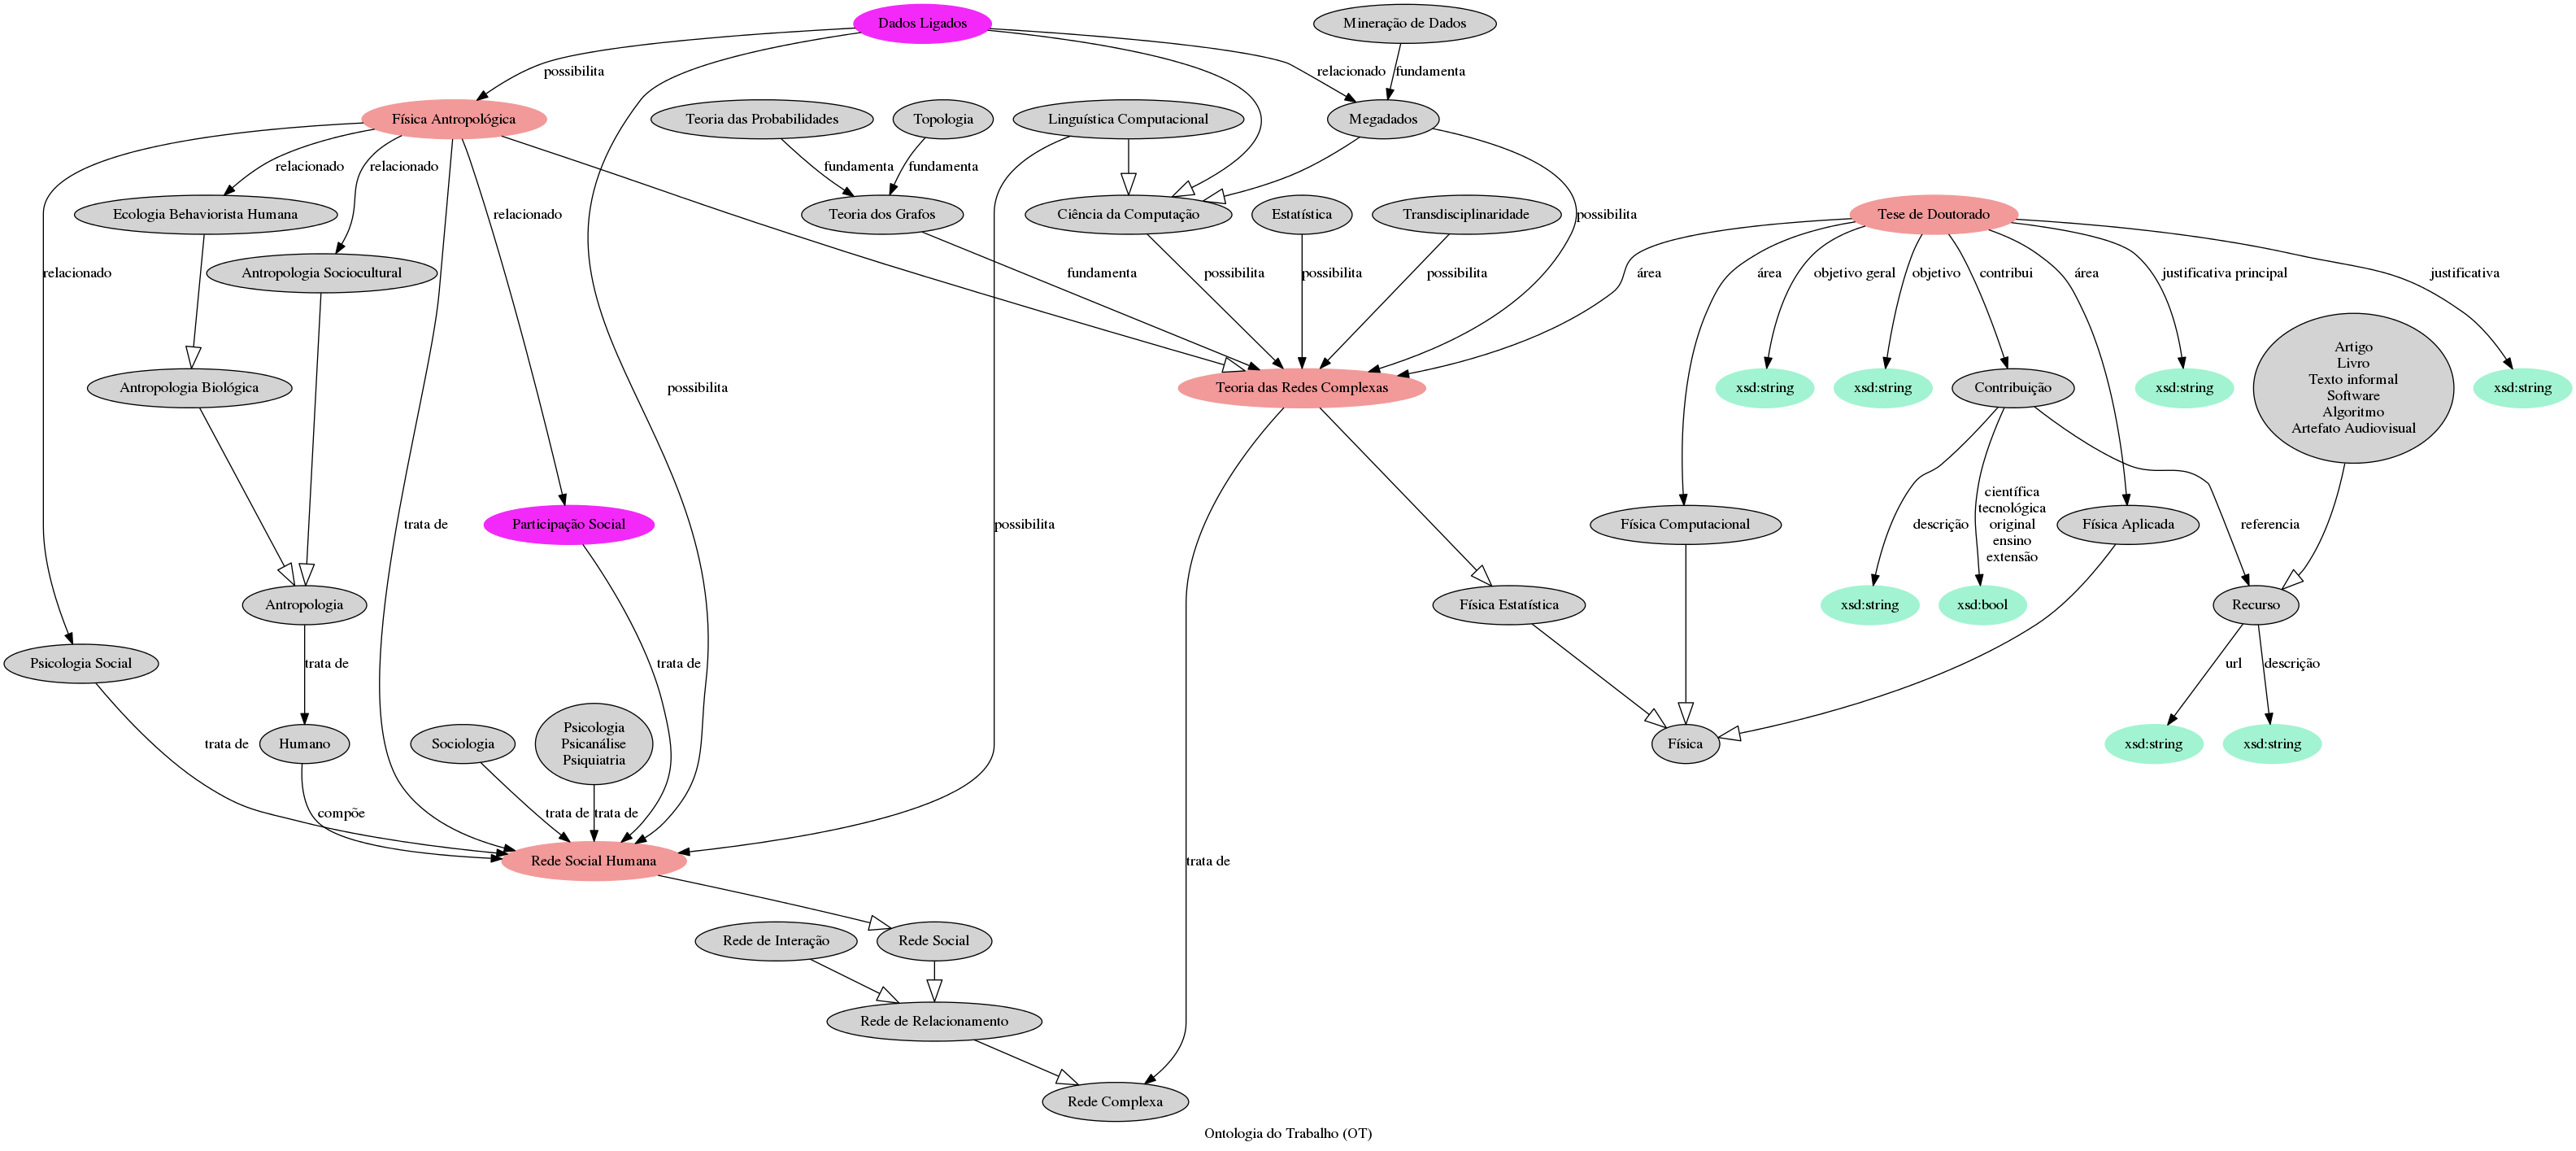 Dados Ligados
Mineração de Dados
possibilita
relacionado
fundamenta
Física Antropológica
Teoria das Probabilidades
Topologia
Linguística Computacional
Megadados
relacionado
relacionado
fundamenta
fundamenta
Ecologia Behaviorista Humana
relacionado
Teoria dos Grafos
Ciência da Computação
Estatística
Transdisciplinaridade
possibilita
Tese de Doutorado
relacionado
Antropologia Sociocultural
fundamenta
possibilita
possibilita
possibilita
área
área
objetivo geral
objetivo
contribui
área
justificativa principal
justificativa
Antropologia Biológica
possibilita
Teoria das Redes Complexas
xsd:string
xsd:string
Contribuição
xsd:string
Artigo
Livro
Texto informal
Software
Algoritmo
Artefato Audiovisual
xsd:string
trata de
Participação Social
possibilita
Física Computacional
descrição
científica
tecnológica
original
ensino
extensão
Física Aplicada
referencia
Antropologia
Física Estatística
xsd:string
xsd:bool
Recurso
Psicologia Social
trata de
trata de
url
descrição
trata de
Humano
Sociologia
Psicologia
Psicanálise
Psiquiatria
Física
xsd:string
xsd:string
compõe
trata de
trata de
Rede Social Humana
trata de
Rede de Interação
Rede Social
Rede de Relacionamento
Rede Complexa
Ontologia do Trabalho (OT)